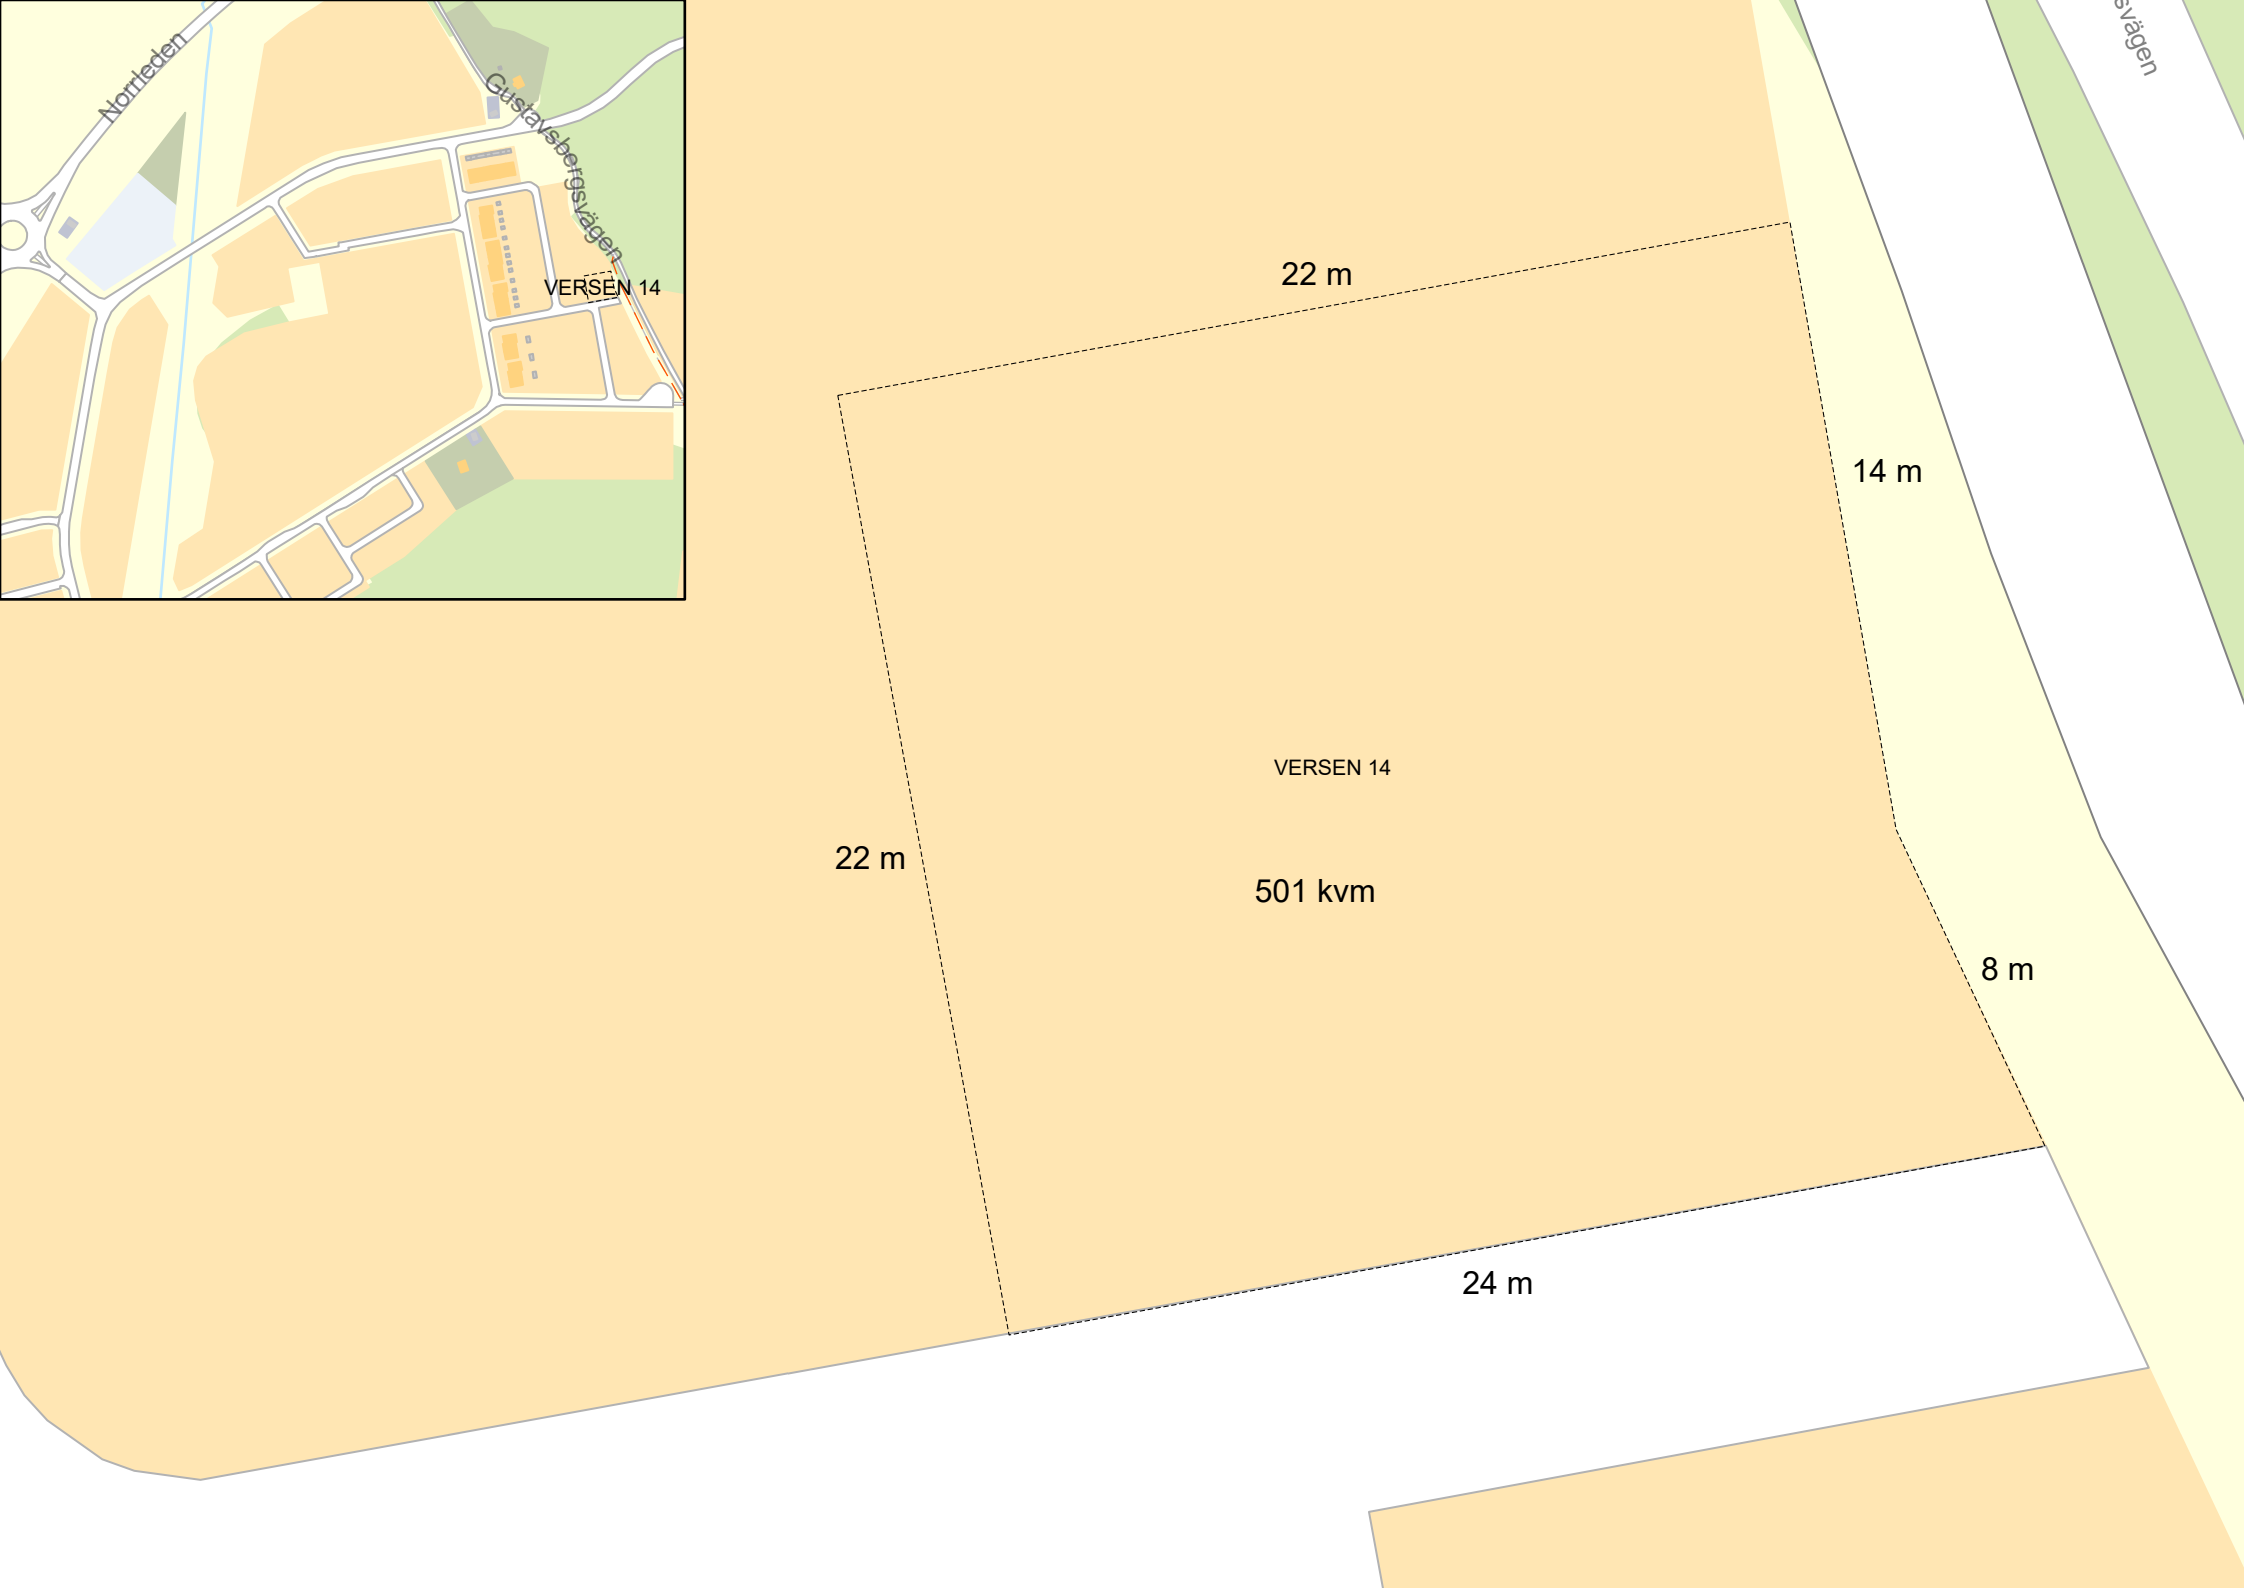 Norrleden
Gustavsbergsvägen
VERSEN 14
svägen
22 m
14 m
VERSEN 14
22 m
501 kvm
8 m
24 m